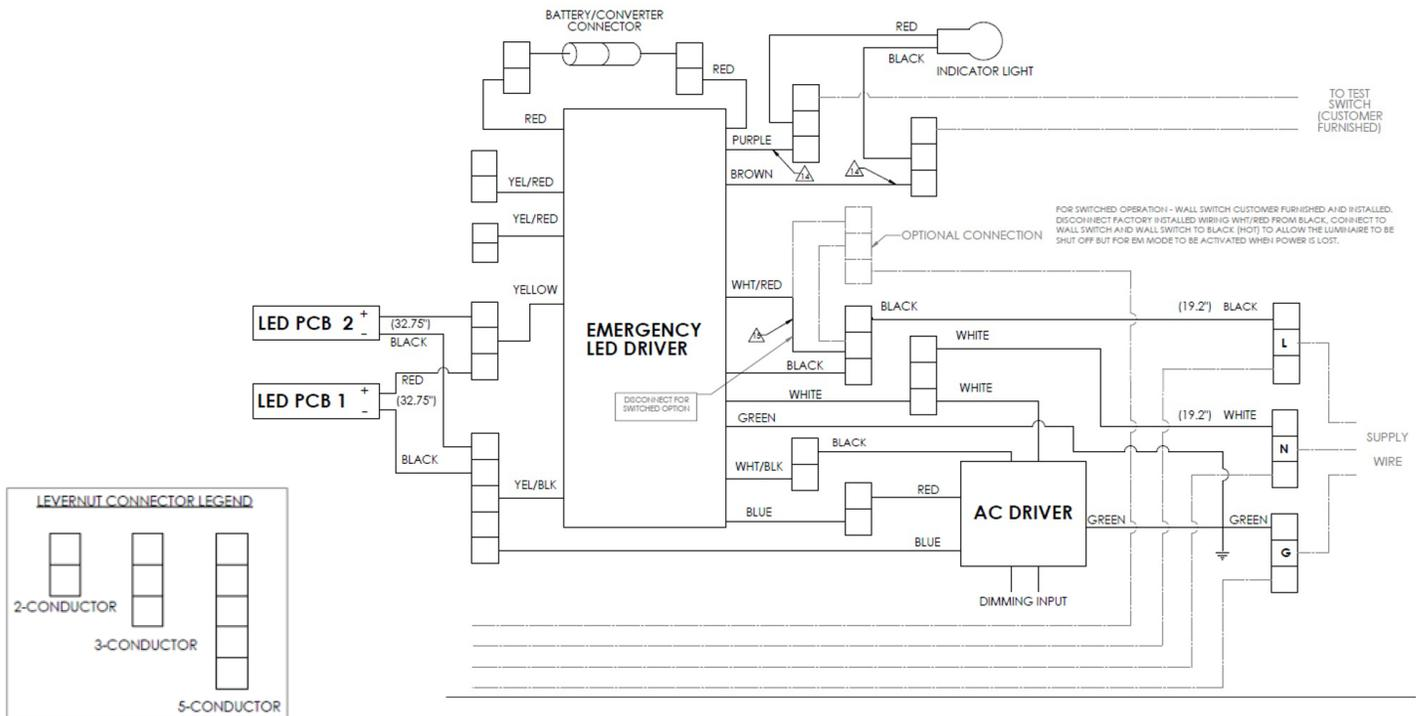 BATTERY/CONVERTER
CONNECTOR
RED
BLACK
INDICATOR LIGHT
RED
RED
TO TEST
SWITCH
(CUSTOMER
FURNISHED)
PURPLE
14
BROWN
14
YEL/RED
YEL/RED
FOR SWITCHED OPERATION - WALL SWITCH CUSTOMER FURNISHED AND INSTALLED.
DISCONNECT FACTORY INSTALLED WIRING WHT/RED FROM BLACK, CONNECT TO
WALL SWITCH AND WALL SWITCH TO BLACK (HOT) TO ALLOW THE LUMINAIRE TO BE
SHUT OFF BUT FOR EM MODE TO BE ACTIVATED WHEN POWER IS LOST.
OPTIONAL CONNECTION
YELLOW
WHT/RED
BLACK
(19.2") BLACK
LED PCB 2 + -
(32.75")
BLACK
EMERGENCY
LED DRIVER
WHITE
L
BLACK
RED
LED PCB 1 + -
(32.75")
DISCONNECT FOR
SWITCHED OPTION
WHITE
WHITE
GREEN
(19.2") WHITE
SUPPLY
WIRE
N
BLACK
BLACK
WHT/BLK
YEL/BLK
RED
BLUE
AC DRIVER
GREEN
GREEN
G
BLUE
DIMMING INPUT
LEVERNUT CONNECTOR LEGEND
2-CONDUCTOR
3-CONDUCTOR
5-CONDUCTOR